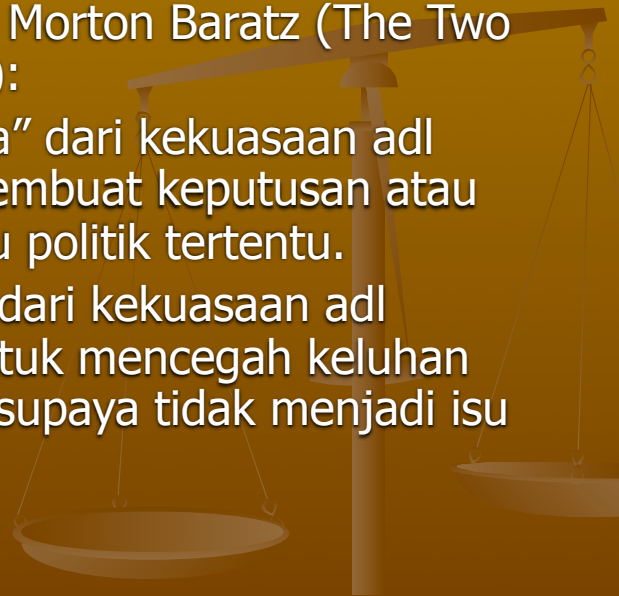 Morton Baratz (The Two
):
a” dari kekuasaan adl
embuat keputusan atau
u politik tertentu.
dari kekuasaan adl
tuk mencegah keluhan
supaya tidak menjadi isu